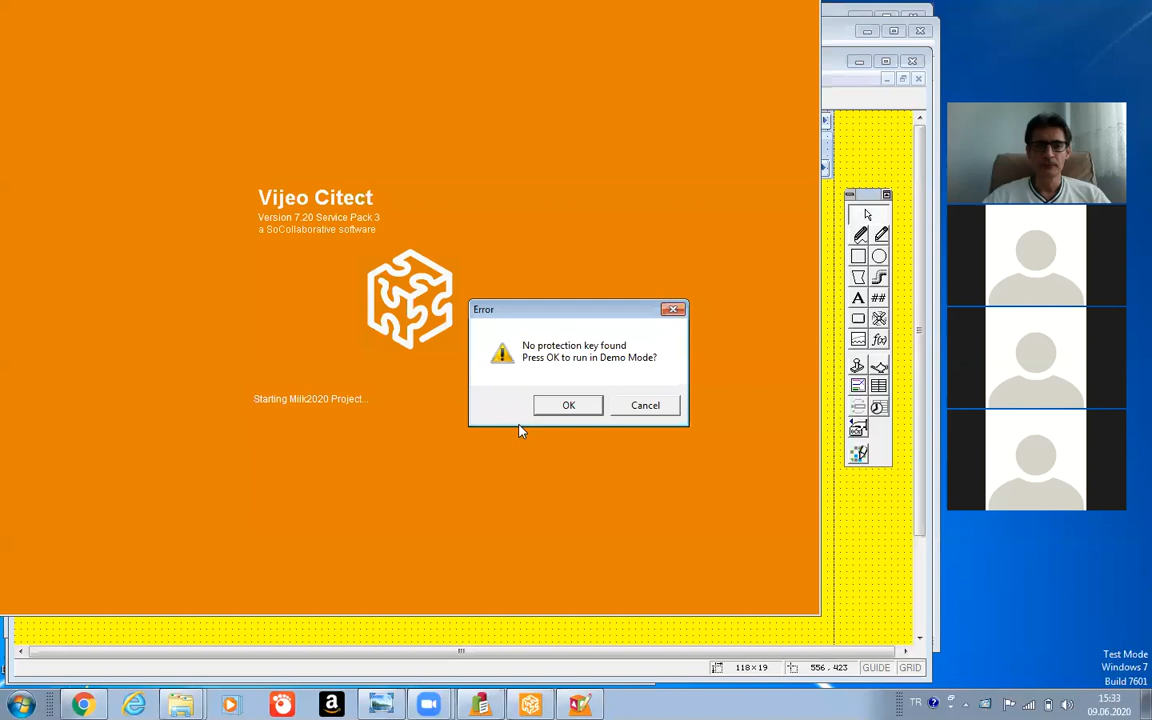 Vijeo Citect
Version 7.20 Service Pack 3
a SoCollaborative software
Error
No protection key found
Press OK to run in Demo Mode?
OK
Cancel
Starting Milk2020 Project...
A
##
f(x)
118×19
556, 423
GUIDE
GRID
Test Mode
Windows 7
Build 7601
TR
15:33
09.06.2020